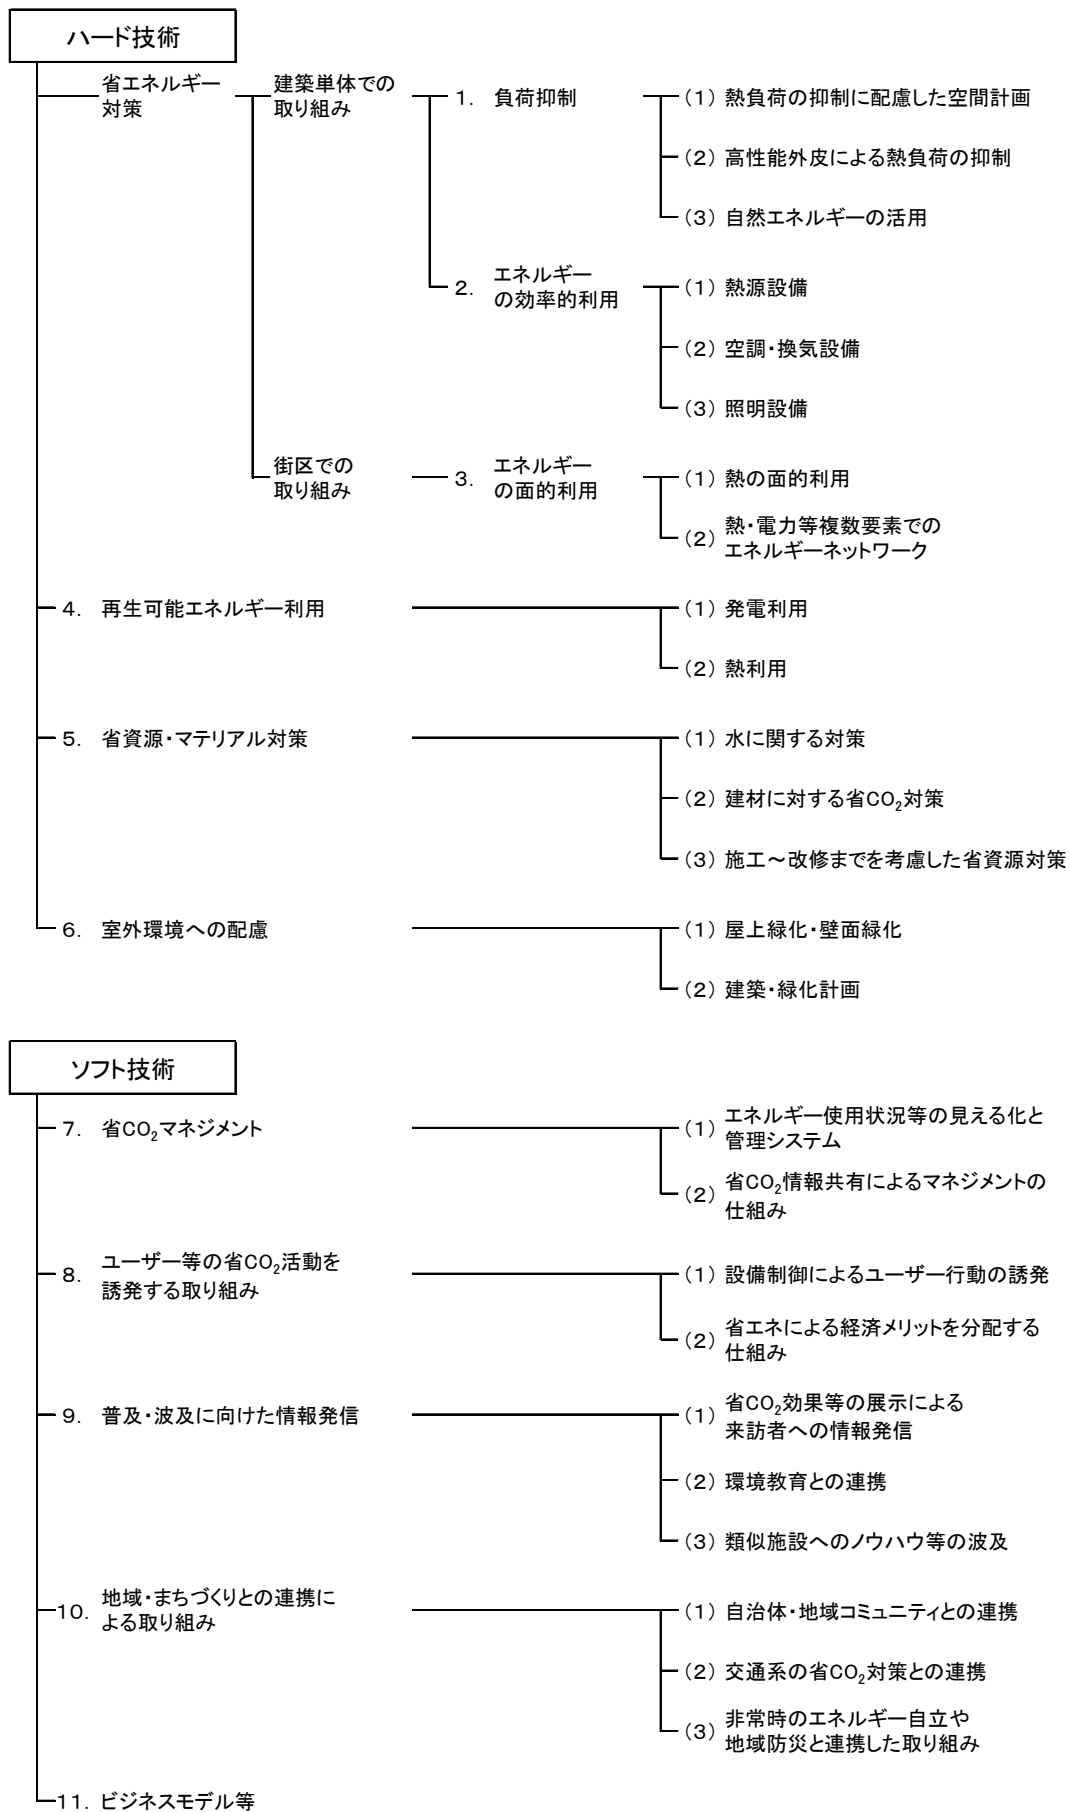 ハード技術
省エネルギー
対策
建築単体での
取り組み
1. 負荷抑制
(1) 熱負荷の抑制に配慮した空間計画
(2) 高性能外皮による熱負荷の抑制
(3) 自然エネルギーの活用
2. エネルギー
の効率的利用
(1) 熱源設備
(2) 空調・換気設備
(3) 照明設備
街区での
取り組み
3. エネルギー
の面的利用
(1) 熱の面的利用
(2) 熱・電力等複数要素での
エネルギーネットワーク
4. 再生可能エネルギー利用
(1) 発電利用
(2) 熱利用
5. 省資源・マテリアル対策
(1) 水に関する対策
(2) 建材に対する省CO2対策
(3) 施工～改修までを考慮した省資源対策
6. 室外環境への配慮
(1) 屋上緑化・壁面緑化
(2) 建築・緑化計画
ソフト技術
7. 省CO2マネジメント
(1) エネルギー使用状況等の見える化と
管理システム
(2) 省CO2情報共有によるマネジメントの
仕組み
8. ユーザー等の省CO2活動を
誘発する取り組み
(1) 設備制御によるユーザー行動の誘発
(2) 省エネによる経済メリットを分配する
仕組み
9. 普及・波及に向けた情報発信
(1) 省CO2効果等の展示による
来訪者への情報発信
(2) 環境教育との連携
(3) 類似施設へのノウハウ等の波及
10. 地域・まちづくりとの連携に
よる取り組み
(1) 自治体・地域コミュニティとの連携
(2) 交通系の省CO2対策との連携
(3) 非常時のエネルギー自立や
地域防災と連携した取り組み
11. ビジネスモデル等